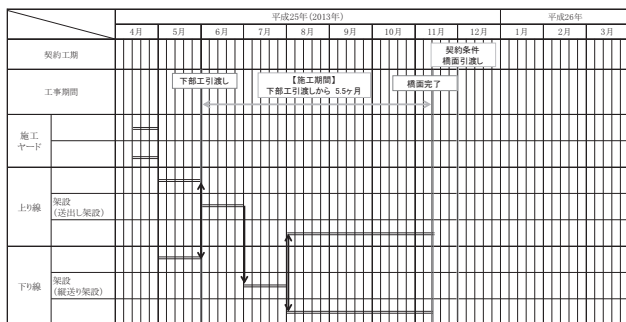 平成25年(2013年)
平成26年
4月 5月 6月 7月 8月 9月 10月 11月 12月 1月 2月 3月
契約工期
契約条件
橋面引渡し
工事期間
下部工引渡し
【施工期間】
下部工引渡しから 5.5ヶ月
橋面完了
施工
ヤード
上り線
架設
(送出し架設)
下り線
架設
(縦送り架設)